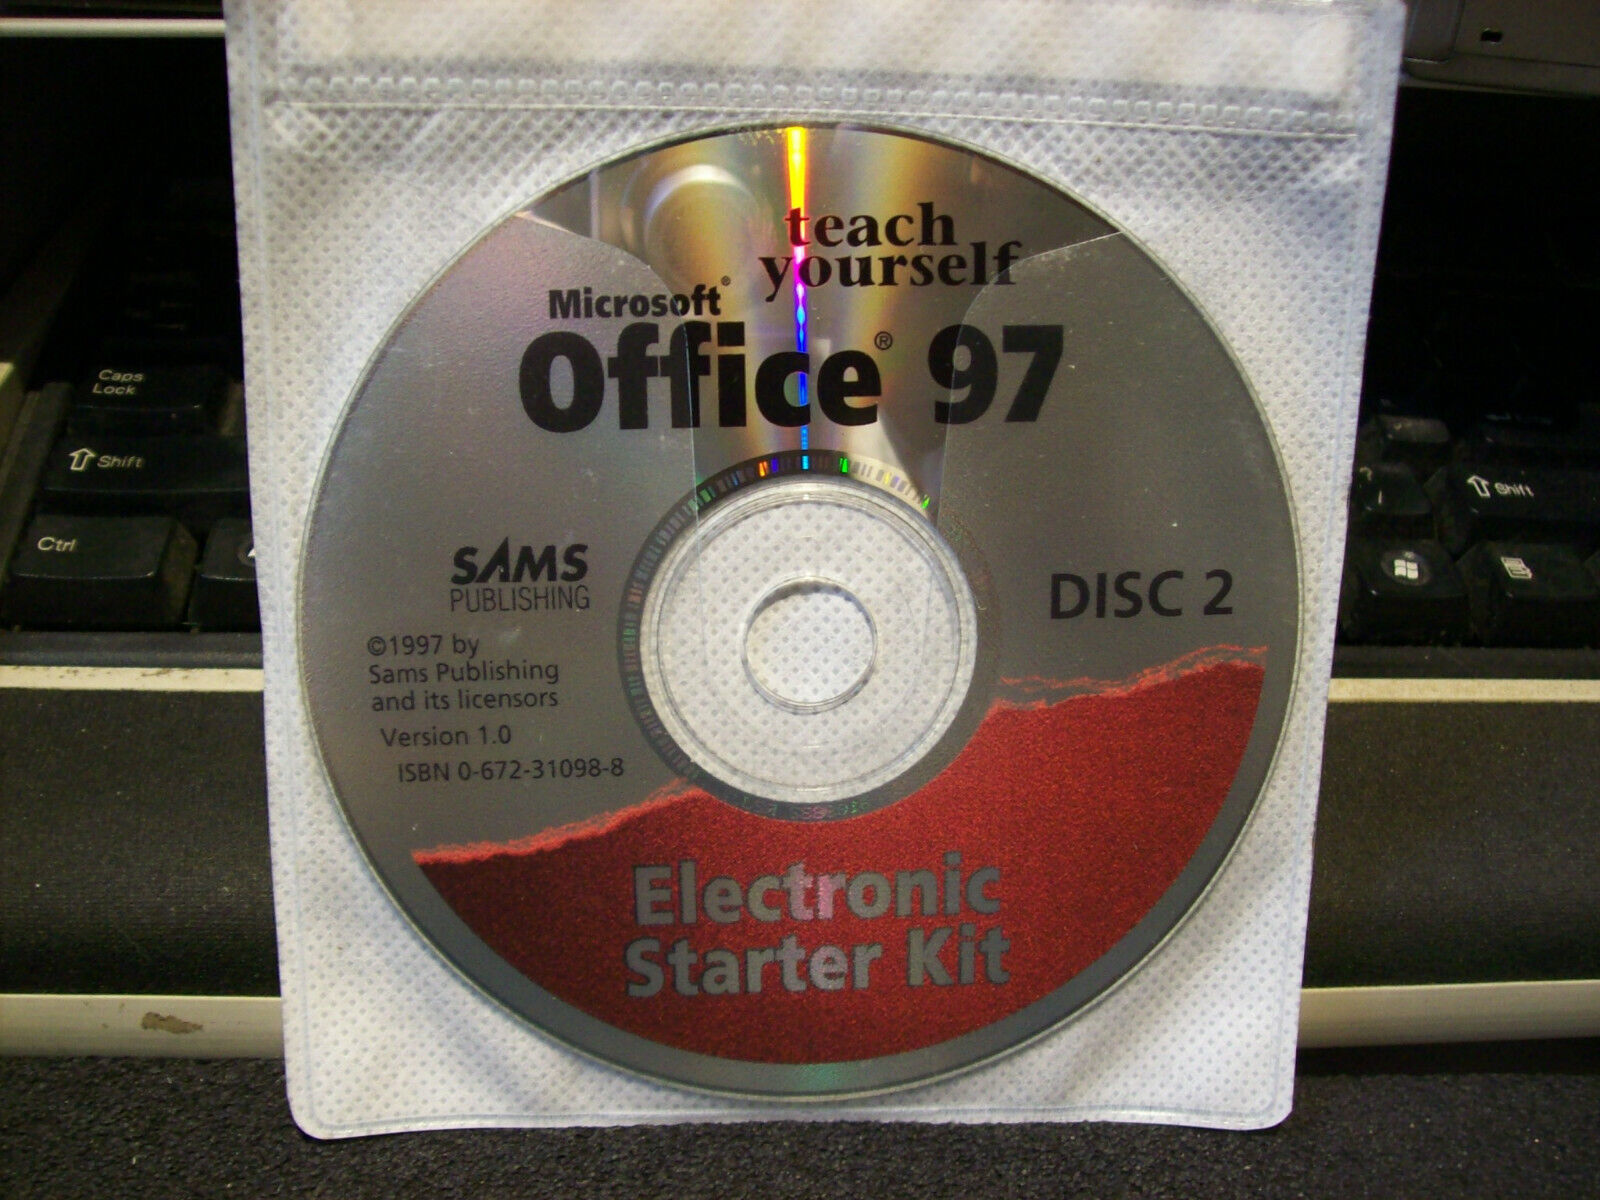 teach
yourself
Microsoft®
Office® 97
SAMS
PUBLISHING
DISC 2
©1997 by
Sams Publishing
and its licensors
Version 1.0
ISBN 0-672-31098-8
Electronic
Starter Kit
Caps
Lock
Shift
Ctrl
Shift